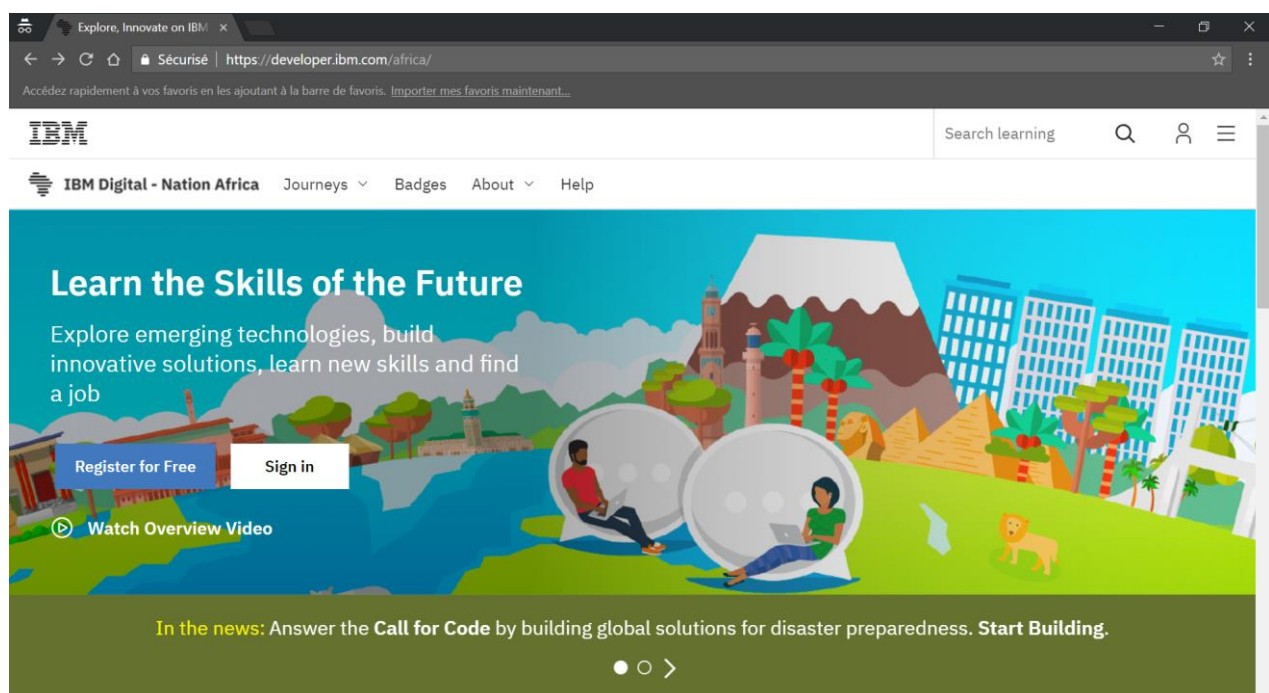 Explore, Innovate on IBM
Sécurisé | https://developer.ibm.com/africa/
Accédez rapidement à vos favoris en les ajoutant à la barre de favoris. Importer mes favoris maintenant...
IBM
Search learning
IBM Digital - Nation Africa Journeys Badges About Help
Learn the Skills of the Future
Explore emerging technologies, build
innovative solutions, learn new skills and find
a job
Register for Free Sign in
Watch Overview Video
In the news: Answer the Call for Code by building global solutions for disaster preparedness. Start Building.